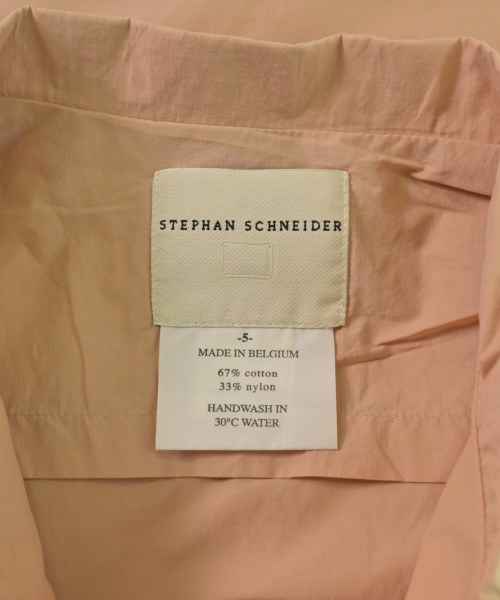 STEPHAN SCHNEIDER
-5-
MADE IN BELGIUM
67% cotton
33% nylon
HANDWASH IN
30°C WATER